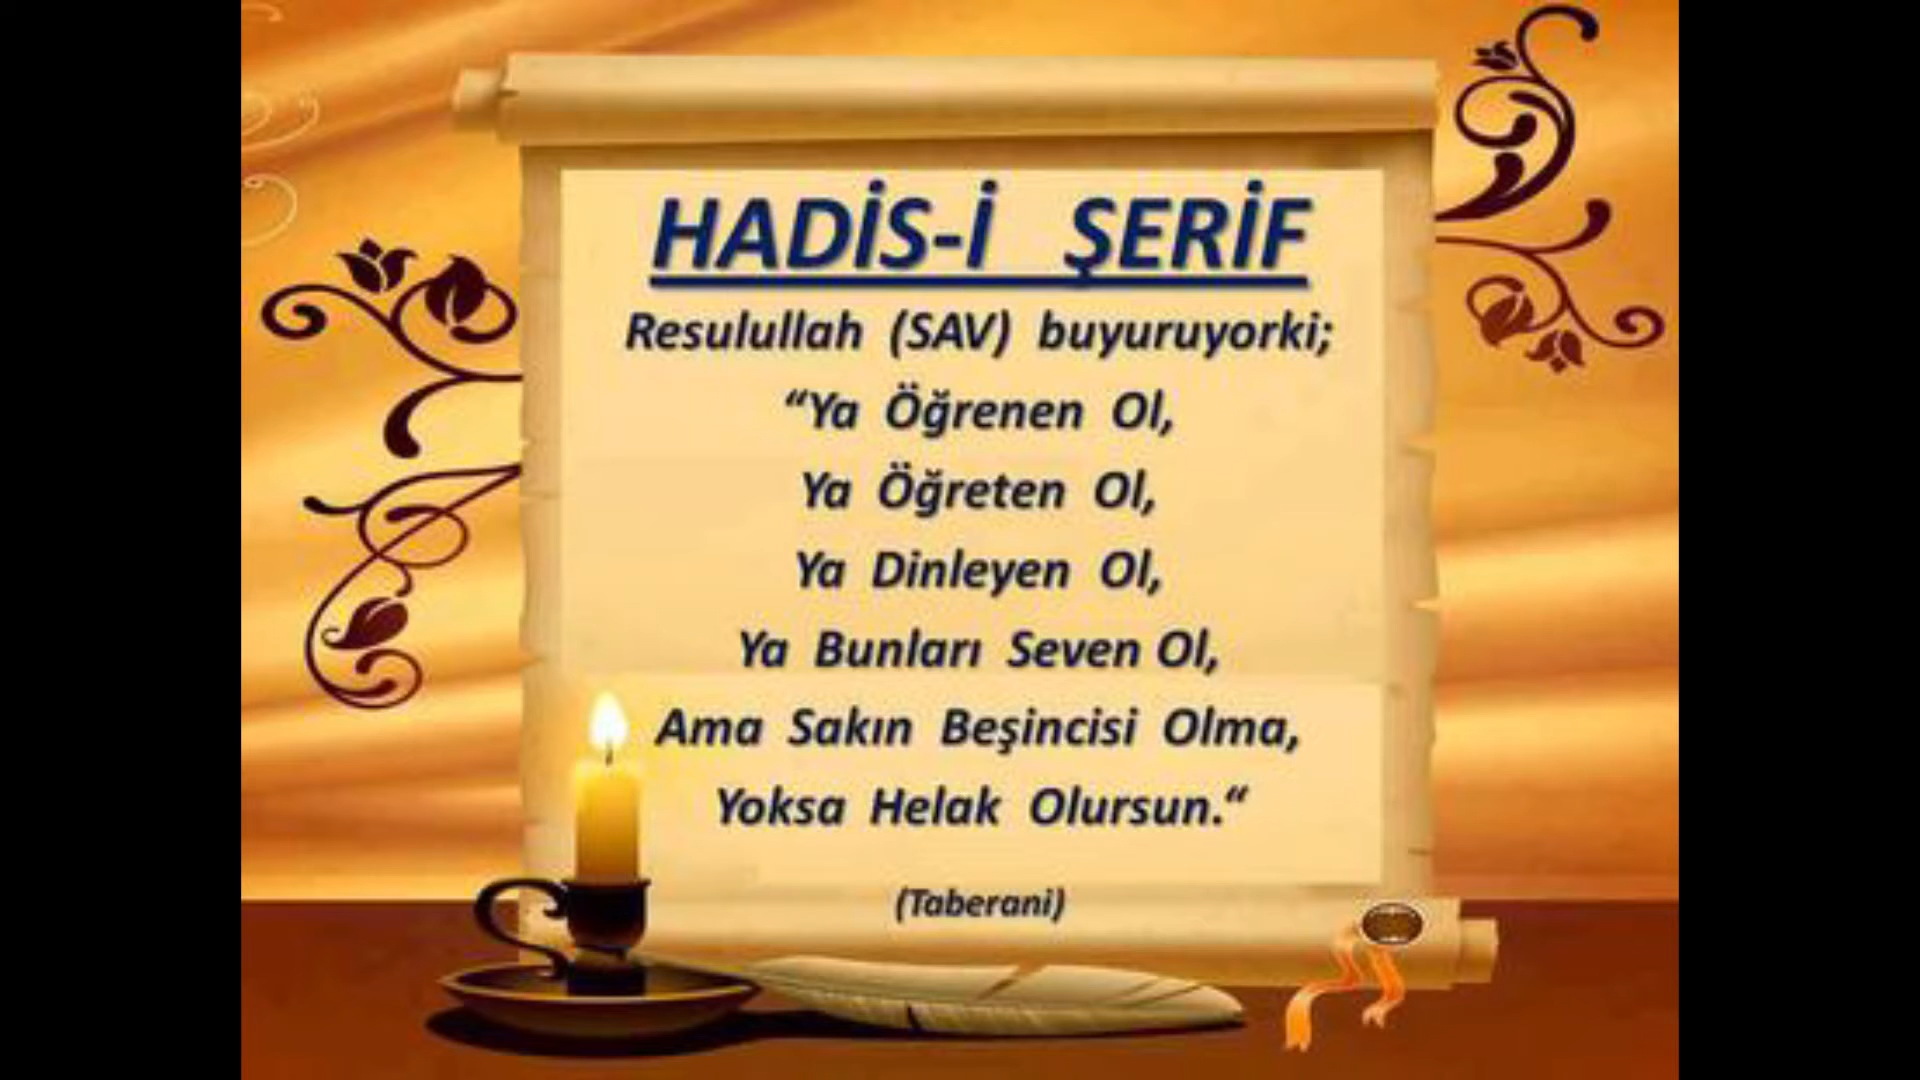 HADİS-İ ŞERİF
Resulullah (SAV) buyuruyorki;
“Ya Öğrenen Ol,
Ya Öğreten Ol,
Ya Dinleyen Ol,
Ya Bunları Seven Ol,
Ama Sakın Beşincisi Olma,
Yoksa Helak Olursun.“
(Taberani)